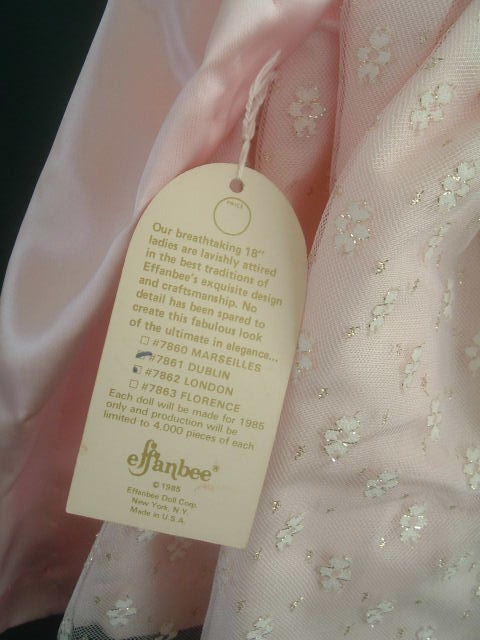 PRICE
Our breathtaking 18"
ladies are lavishly attired
in the best traditions of
Effanbee's exquisite design
and craftsmanship. No
detail has been spared to
create this fabulous look
of the ultimate in elegance...
#7860 MARSEILLES
#7861 DUBLIN
#7862 LONDON
#7863 FLORENCE
Each doll will be made for 1985
only and production will be
limited to 4,000 pieces of each
effanbee®
© 1985
Effanbee Doll Corp.
New York, N.Y.
Made in U.S.A.